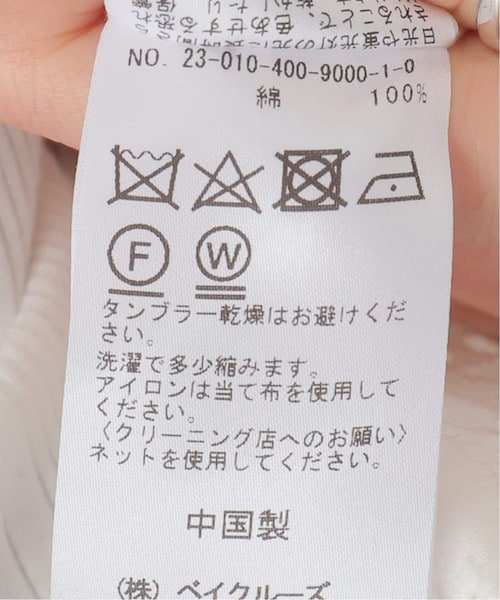 NO. 23-010-400-9000-1-0
綿 100%
F W
タンブラー乾燥はお避けくだ
さい。
洗濯で多少縮みます。
アイロンは当て布を使用して
ください。
〈クリーニング店へのお願い〉
ネットを使用してください。
中国製
(株) ベイクルーズ